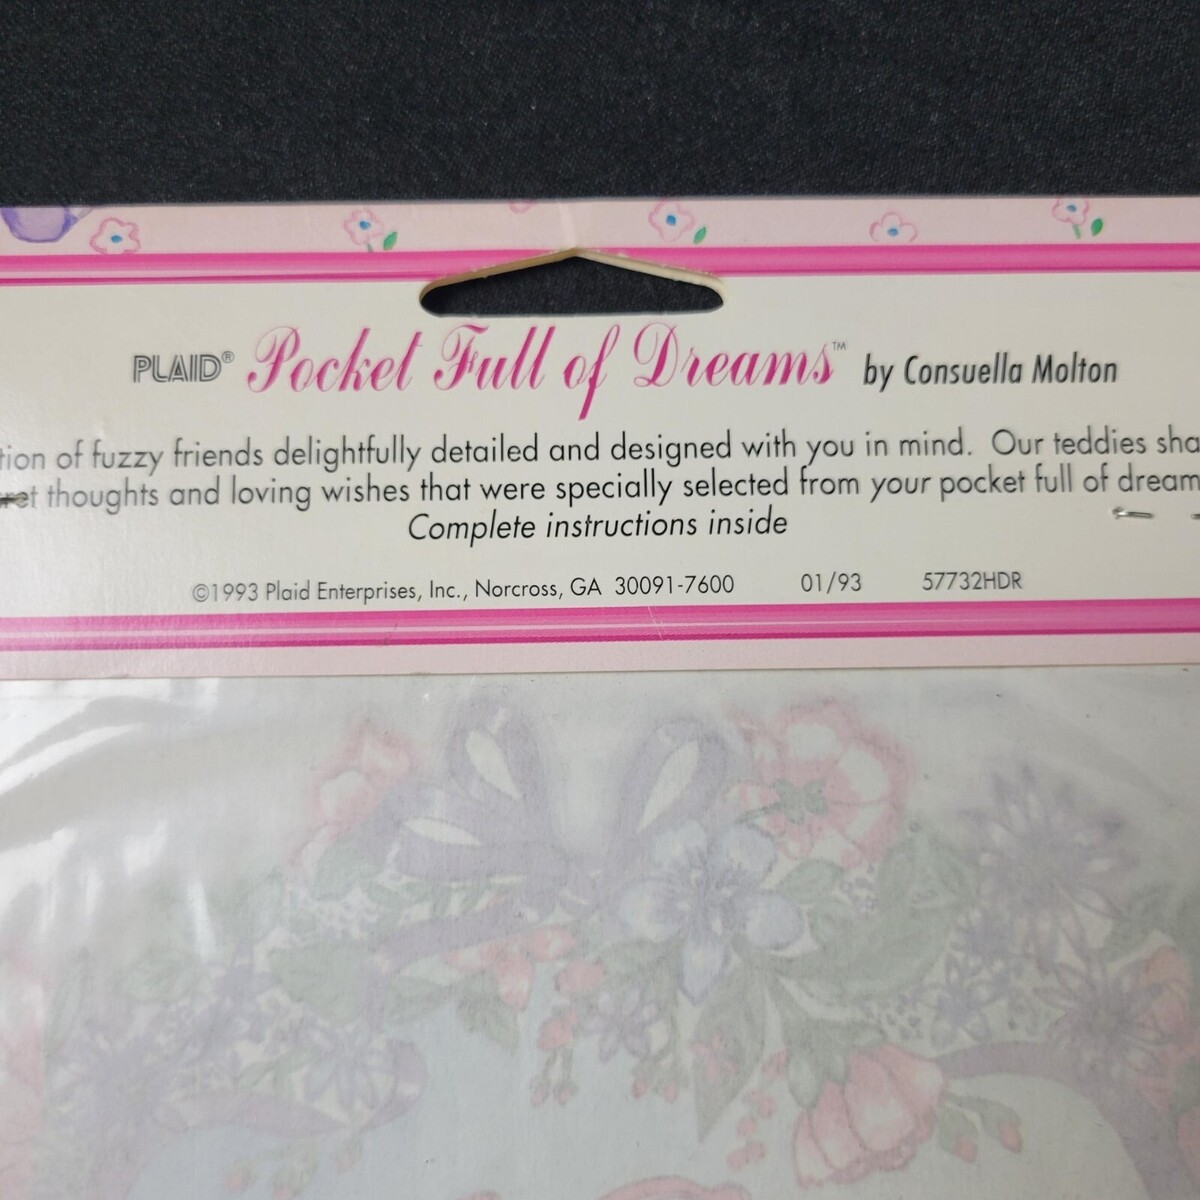 PLAID® Pocket Full of Dreams™ by Consuella Molton
tion of fuzzy friends delightfully detailed and designed with you in mind. Our teddies sha
ret thoughts and loving wishes that were specially selected from your pocket full of dream
Complete instructions inside
©1993 Plaid Enterprises, Inc., Norcross, GA 30091-7600 01/93 57732HDR